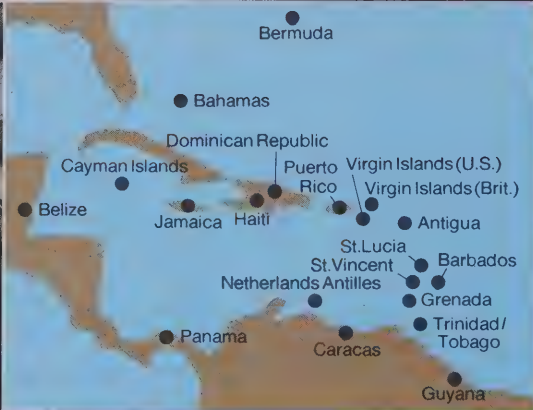 Bermuda
Bahamas
Dominican Republic
Cayman Islands
Puerto
Rico
Virgin Islands (U.S.)
Virgin Islands (Brit.)
Belize
Jamaica
Haiti
Antigua
St. Lucia
St. Vincent
Barbados
Netherlands Antilles
Grenada
Panama
Caracas
Trinidad/
Tobago
Guyana